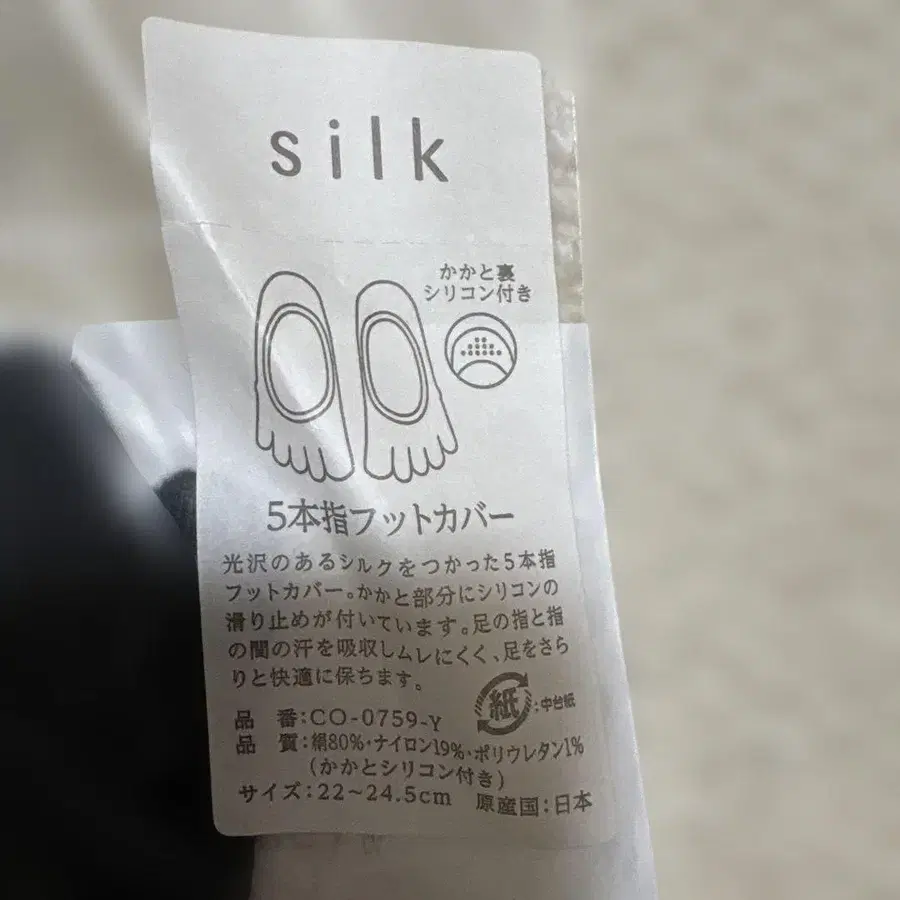 silk
かかと裏
シリコン付き
5本指フットカバー
光沢のあるシルクをつかった5本指
フットカバー。かかと部分にシリコンの
滑り止めが付いています。足の指と指
の間の汗を吸収しムレにくく、足をさら
りと快適に保ちます。
紙:中台紙
品 番:CO-0759-Y
品 質:絹80%・ナイロン19%・ポリウレタン1%
(かかとシリコン付き)
サイズ:22~24.5cm 原産国:日本